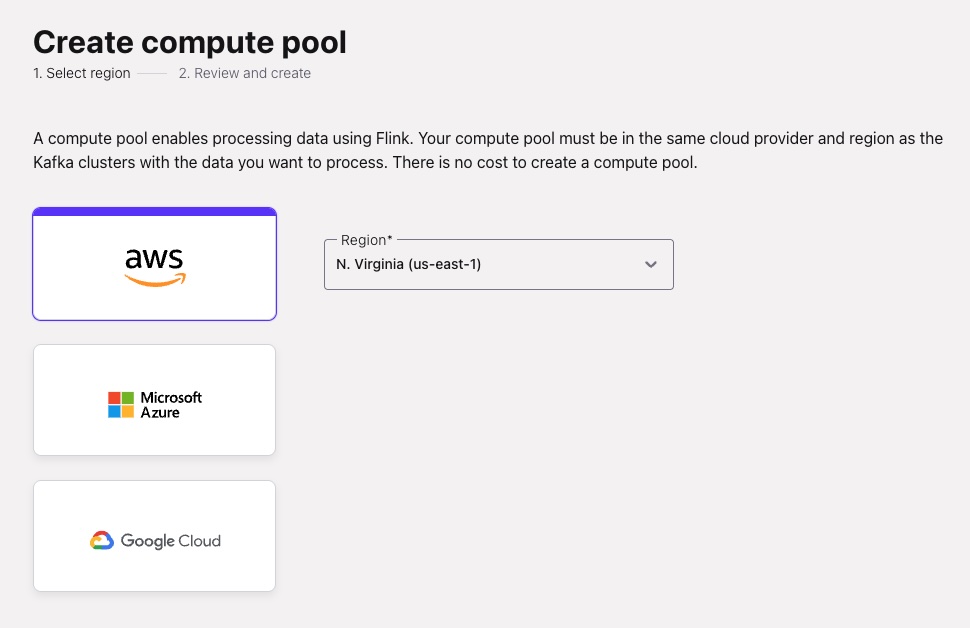 Create compute pool
1. Select region
2. Review and create
A compute pool enables processing data using Flink. Your compute pool must be in the same cloud provider and region as the
Kafka clusters with the data you want to process. There is no cost to create a compute pool.
aws
Region*
N. Virginia (us-east-1)
Microsoft
Azure
Google Cloud